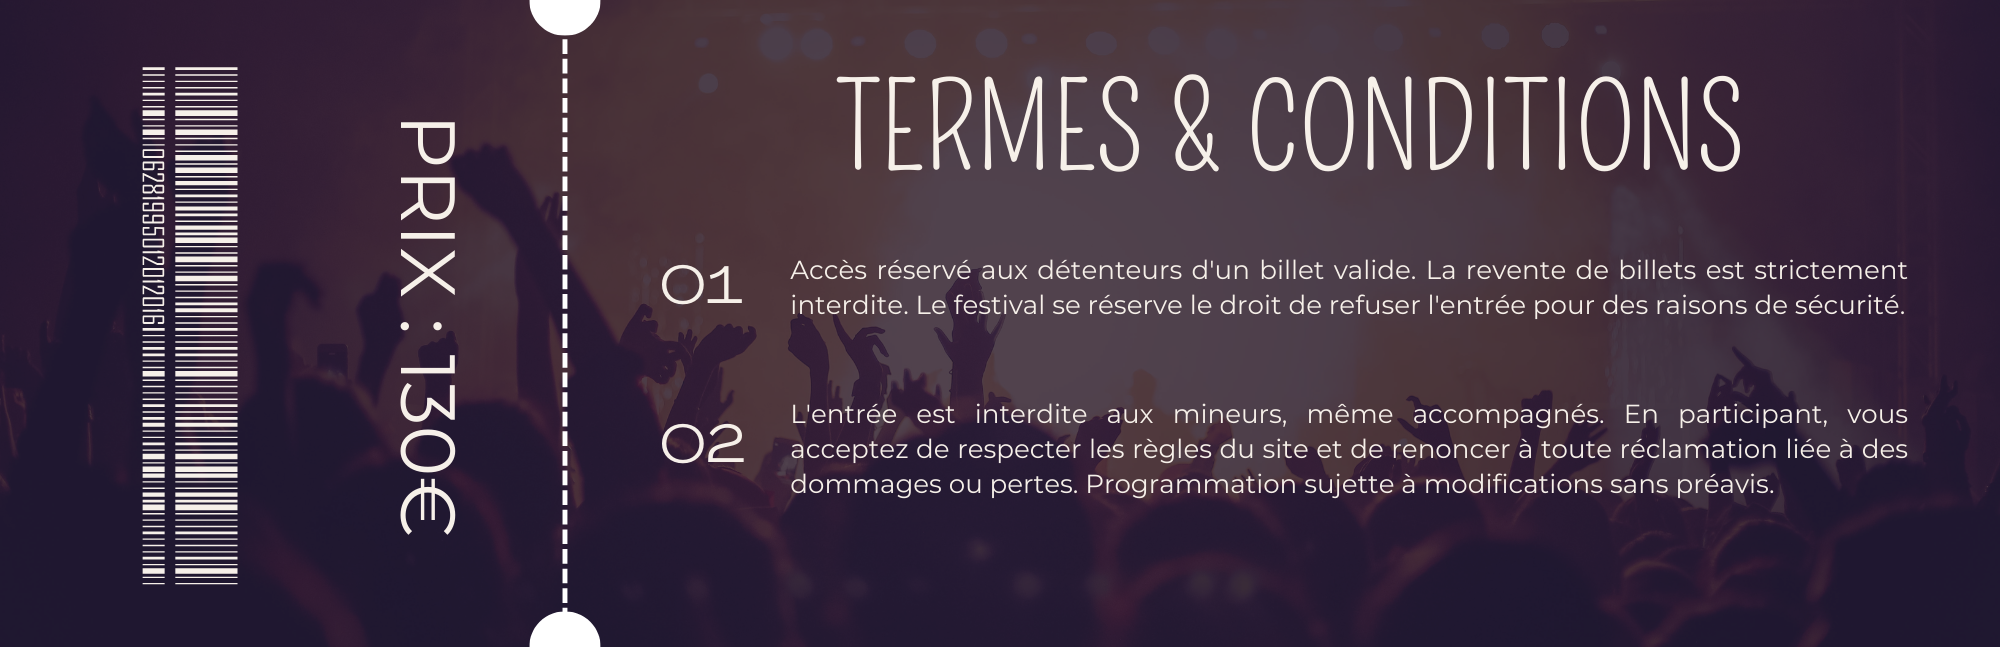 06281995012012016
PRIX : 130€
TERMES & CONDITIONS
01
Accès réservé aux détenteurs d'un billet valide. La revente de billets est strictement
interdite. Le festival se réserve le droit de refuser l'entrée pour des raisons de sécurité.
02
L'entrée est interdite aux mineurs, même accompagnés. En participant, vous
acceptez de respecter les règles du site et de renoncer à toute réclamation liée à des
dommages ou pertes. Programmation sujette à modifications sans préavis.